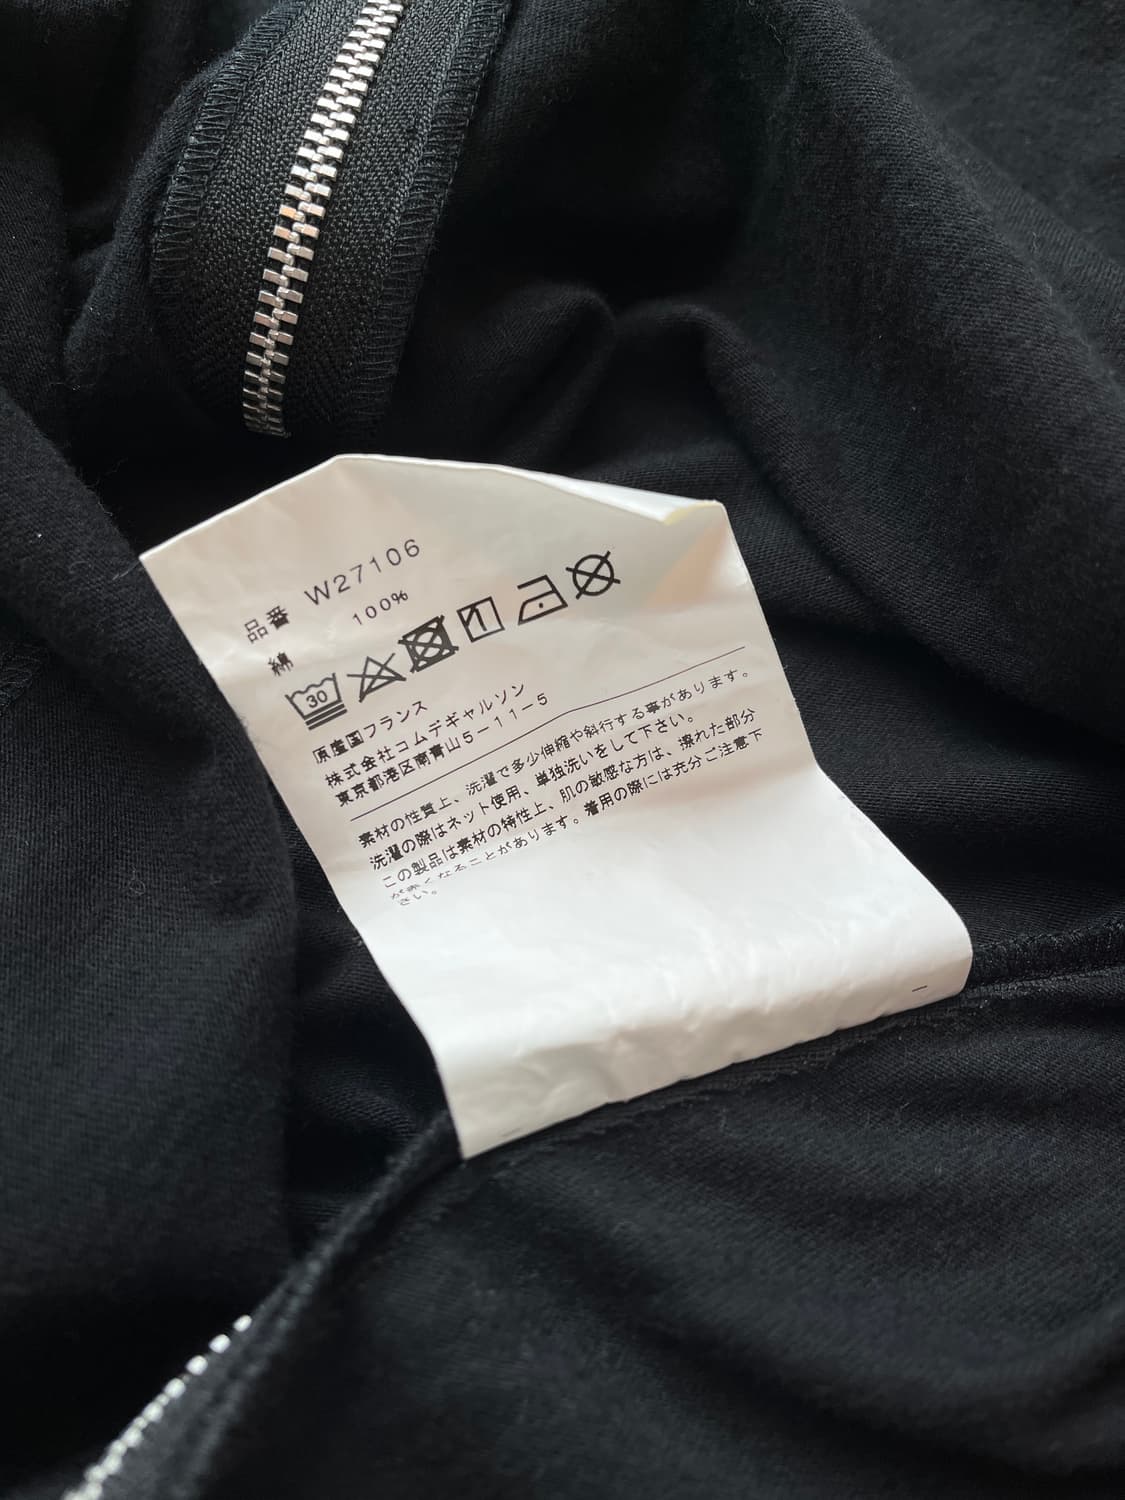 品番 W27106
綿 100%
30
原産国フランス
株式会社コムデギャルソン
東京都港区南青山5-11-5
素材の性質上、洗濯で多少伸縮や斜行する事があります。
洗濯の際はネット使用、単独洗いをして下さい。
この製品は素材の特性上、肌の敏感な方は、擦れた部分
が赤くなることがあります。着用の際には充分ご注意下
さい。